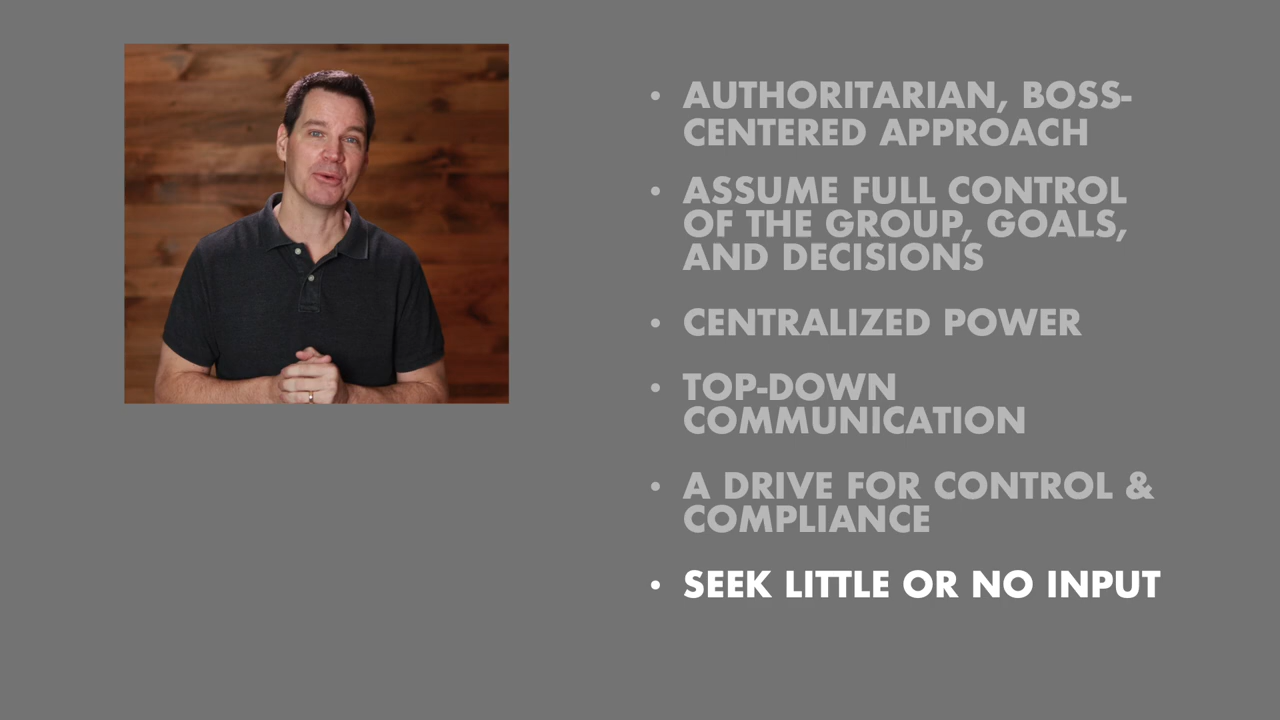 • AUTHORITARIAN, BOSS-
CENTERED APPROACH
• ASSUME FULL CONTROL
OF THE GROUP, GOALS,
AND DECISIONS
• CENTRALIZED POWER
• TOP-DOWN
COMMUNICATION
• A DRIVE FOR CONTROL &
COMPLIANCE
• SEEK LITTLE OR NO INPUT